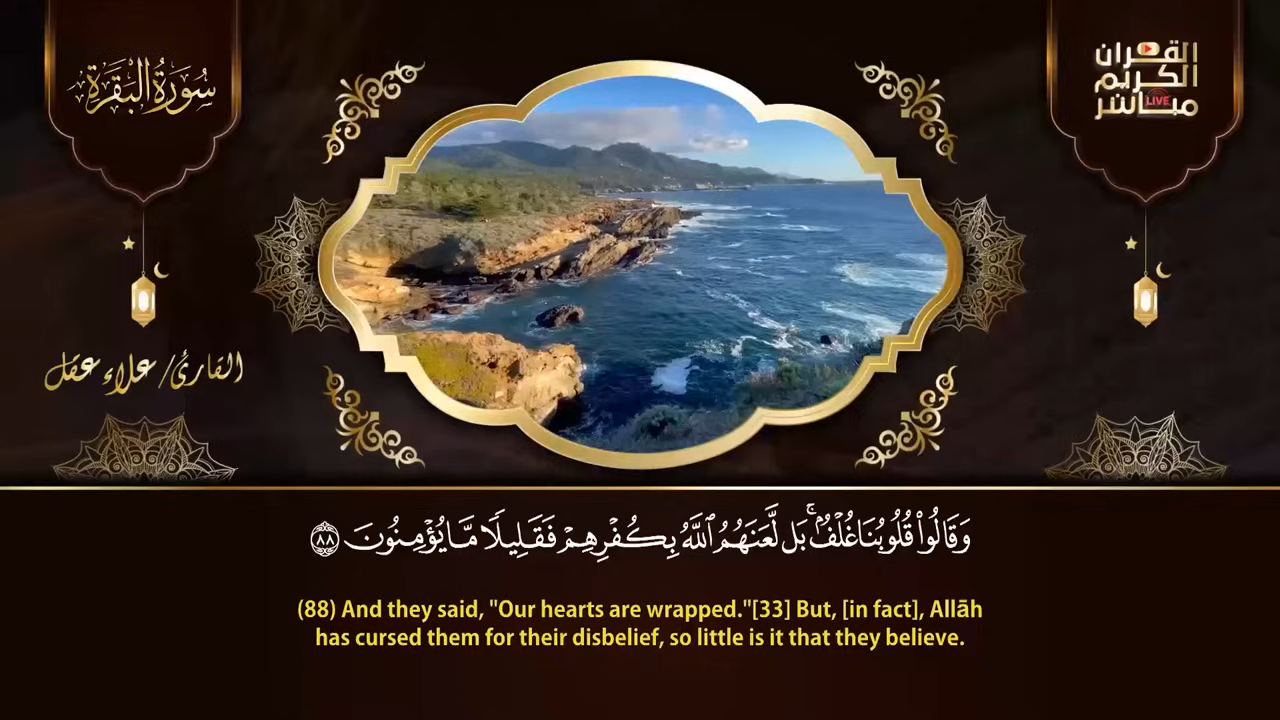 سُورَةُ البَقَرَةِ
القرآن
الكريم
مباشر
LIVE
القارئ/ علاء عقل
وَقَالُوا۟ قُلُوبُنَا غُلْفٌۢ ۚ بَل لَّعَنَهُمُ ٱللَّهُ بِكُفْرِهِمْ فَقَلِيلًا مَّا يُؤْمِنُونَ ٨٨
(88) And they said, "Our hearts are wrapped."[33] But, [in fact], Allāh
has cursed them for their disbelief, so little is it that they believe.